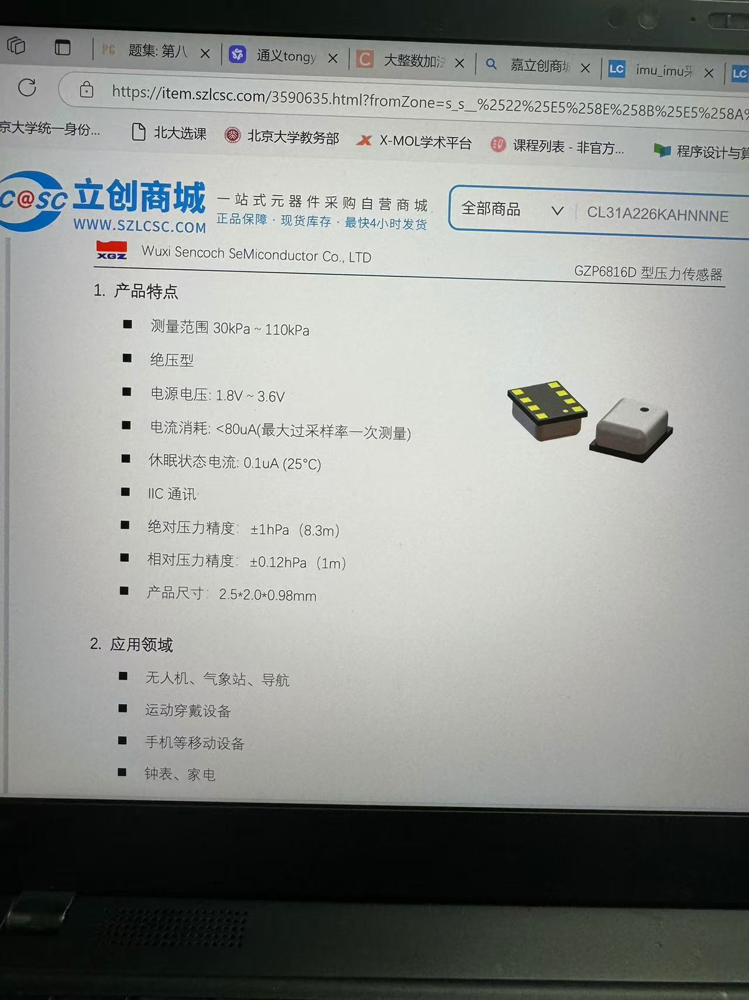 PG 题集: 第八
通义tongy
大整数加法
嘉立创商城
LC imu_imu采
LC
https://item.szlcsc.com/3590635.html?fromZone=s_s__%2522%25E5%258E%258B%25E5%258A%
京大学统一身份...
北大选课
北京大学教务部
X-MOL学术平台
课程列表 - 非官方...
程序设计与算
C@SC 立创商城
WWW.SZLCSC.COM
一站式元器件采购自营商城
正品保障·现货库存·最快4小时发货
全部商品
CL31A226KAHNNNE
XGZ Wuxi Sencoch SeMiconductor Co., LTD
GZP6816D 型压力传感器
1. 产品特点
■ 测量范围 30kPa ~ 110kPa
■ 绝压型
■ 电源电压: 1.8V ~ 3.6V
■ 电流消耗: <80uA(最大过采样率一次测量)
■ 休眠状态电流: 0.1uA (25°C)
■ IIC 通讯
■ 绝对压力精度: ±1hPa（8.3m）
■ 相对压力精度: ±0.12hPa（1m）
■ 产品尺寸: 2.5*2.0*0.98mm
2. 应用领域
■ 无人机、气象站、导航
■ 运动穿戴设备
■ 手机等移动设备
■ 钟表、家电